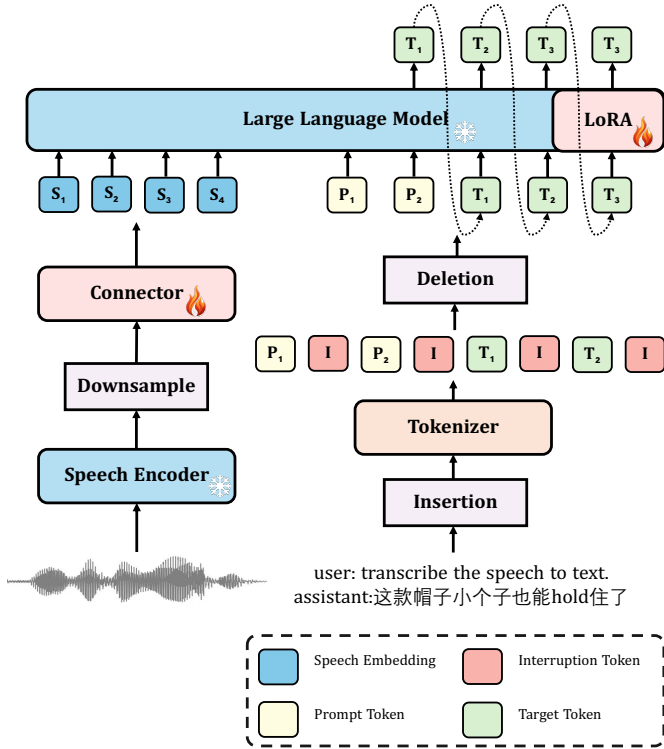 T₁ T₂ T₃ T₃
Large Language Model
LoRA
S₁ S₂ S₃ S₄ P₁ P₂ T₁ T₂ T₃
Connector
Deletion
P₁ I P₂ I T₁ I T₂ I
Downsample
Tokenizer
Speech Encoder
Insertion
user: transcribe the speech to text.
assistant:这款帽子小个子也能hold住了
Speech Embedding
Interruption Token
Prompt Token
Target Token